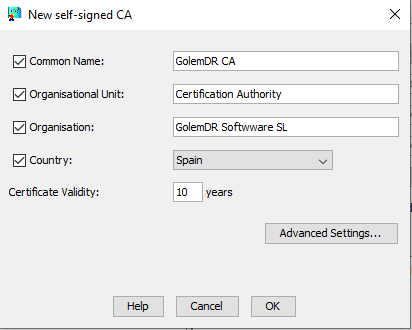 New self-signed CA
Common Name: GolemDR CA
Organisational Unit: Certification Authority
Organisation: GolemDR Softwware SL
Country: Spain
Certificate Validity: 10 years
Advanced Settings...
Help Cancel OK